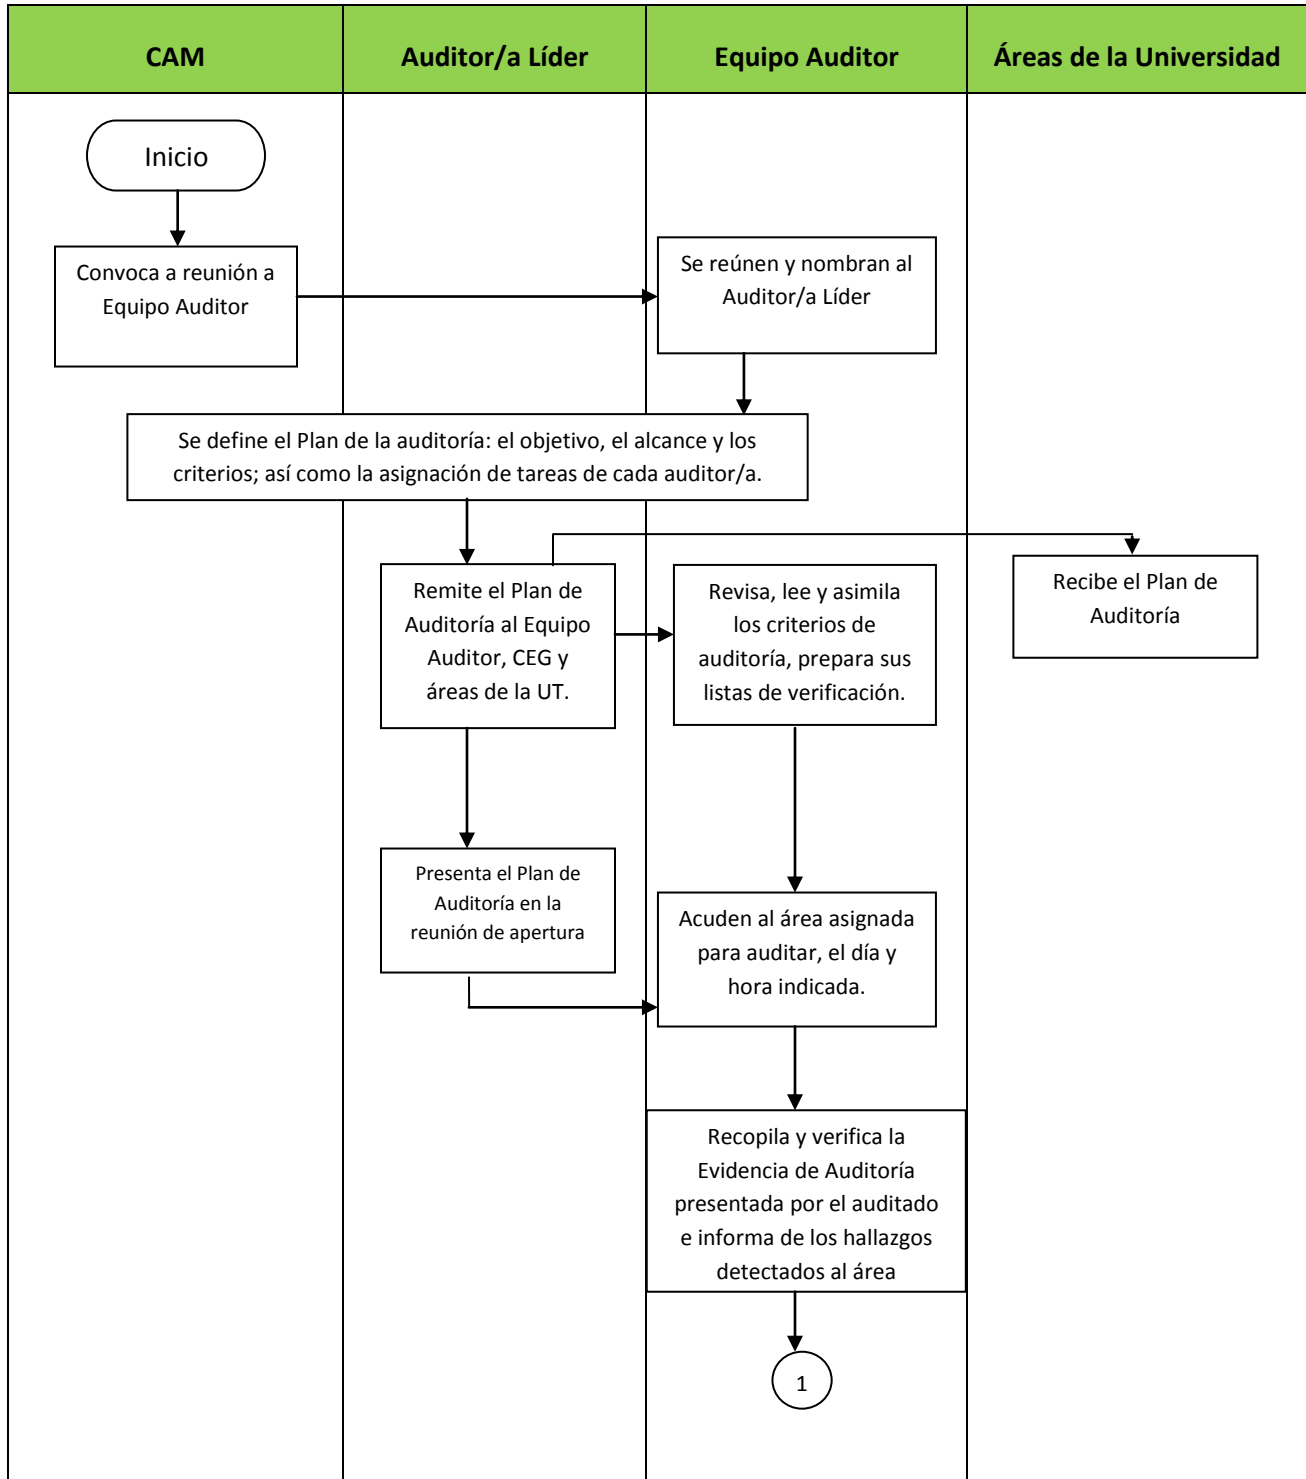 CAM
Auditor/a Líder
Equipo Auditor
Áreas de la Universidad
Inicio
Convoca a reunión a
Equipo Auditor
Se reúnen y nombran al
Auditor/a Líder
Se define el Plan de la auditoría: el objetivo, el alcance y los
criterios; así como la asignación de tareas de cada auditor/a.
Remite el Plan de
Auditoría al Equipo
Auditor, CEG y
áreas de la UT.
Revisa, lee y asimila
los criterios de
auditoría, prepara sus
listas de verificación.
Recibe el Plan de
Auditoría
Presenta el Plan de
Auditoría en la
reunión de apertura
Acuden al área asignada
para auditar, el día y
hora indicada.
Recopila y verifica la
Evidencia de Auditoría
presentada por el auditado
e informa de los hallazgos
detectados al área
1